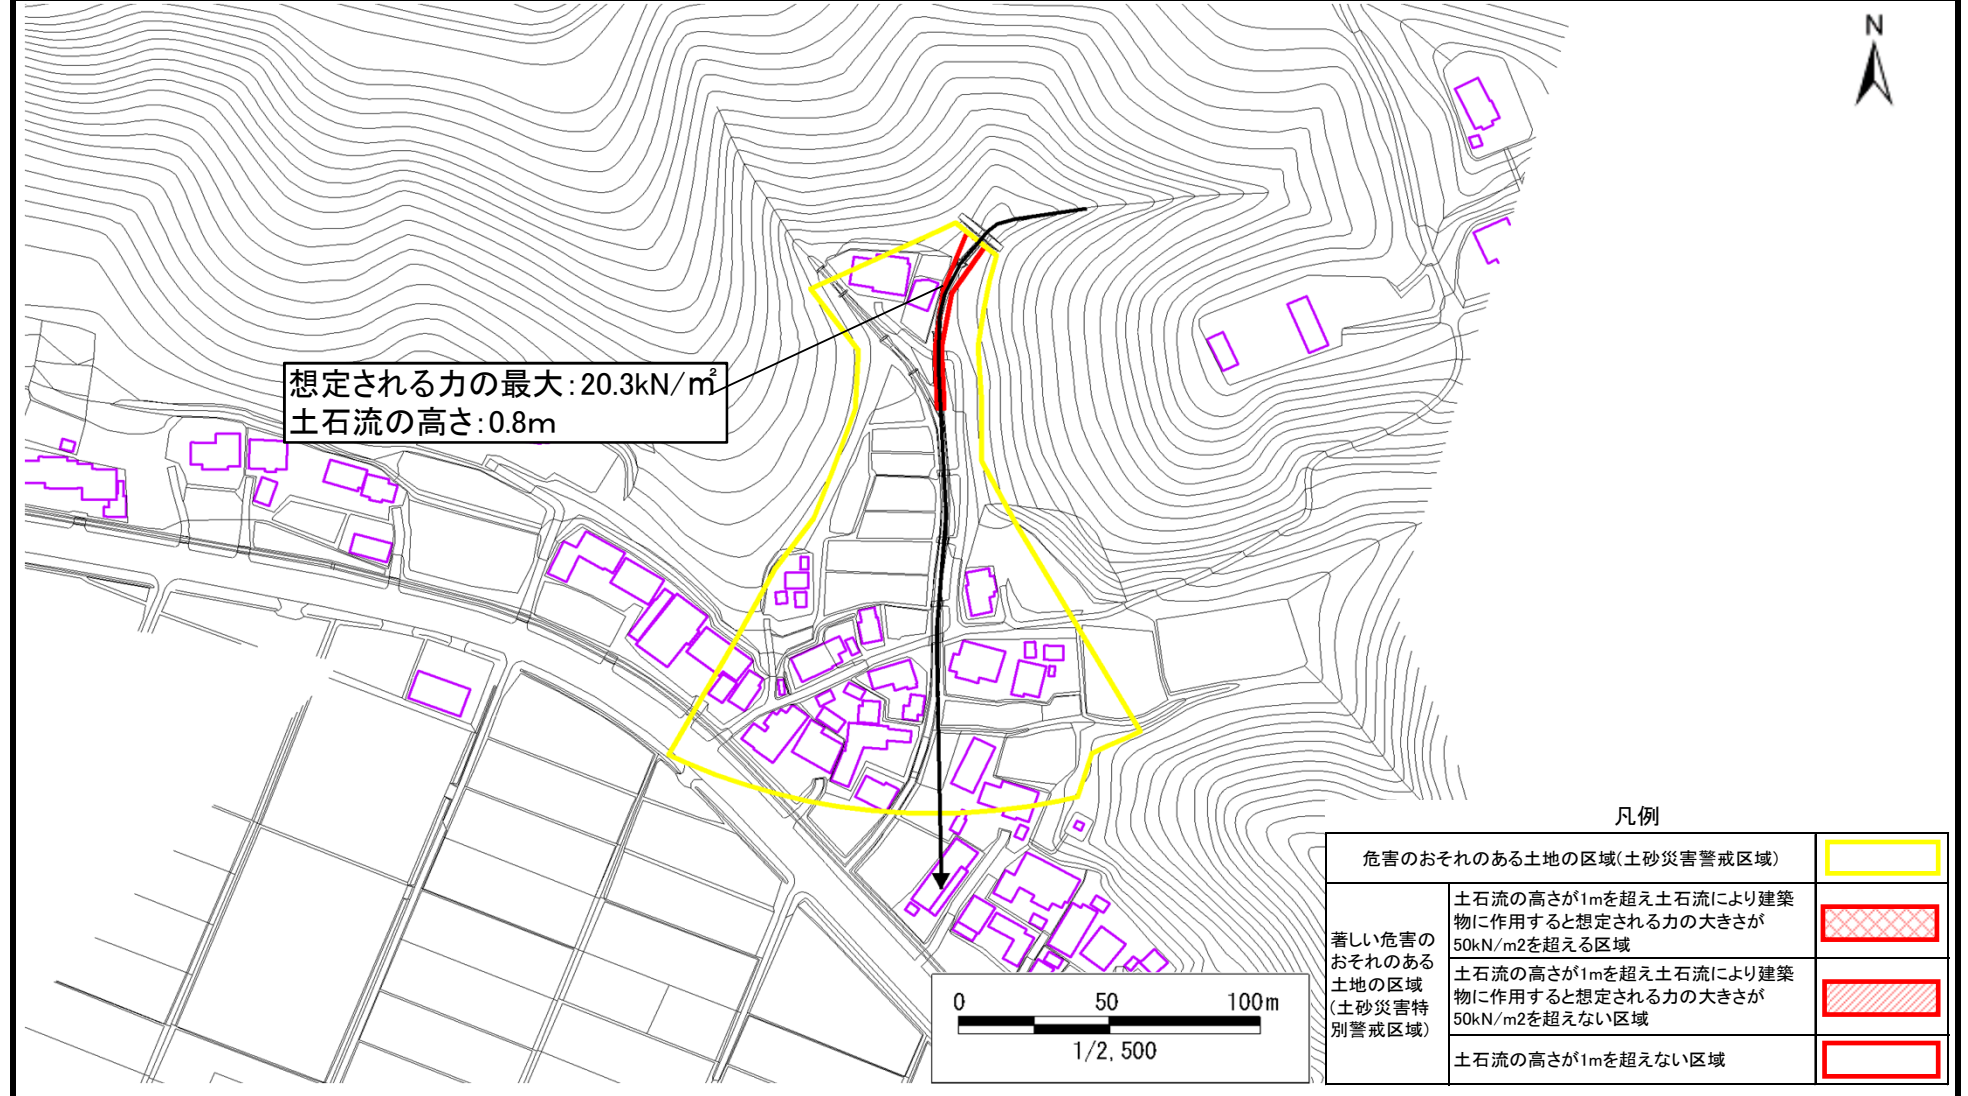 N
想定される力の最大:20.3kN/㎡
土石流の高さ:0.8m
凡例
危害のおそれのある土地の区域(土砂災害警戒区域)
著しい危害の
おそれのある
土地の区域
(土砂災害特
別警戒区域)
土石流の高さが1mを超え土石流により建築
物に作用すると想定される力の大きさが
50kN/m2を超える区域
土石流の高さが1mを超え土石流により建築
物に作用すると想定される力の大きさが
50kN/m2を超えない区域
土石流の高さが1mを超えない区域
0 50 100m
1/2,500